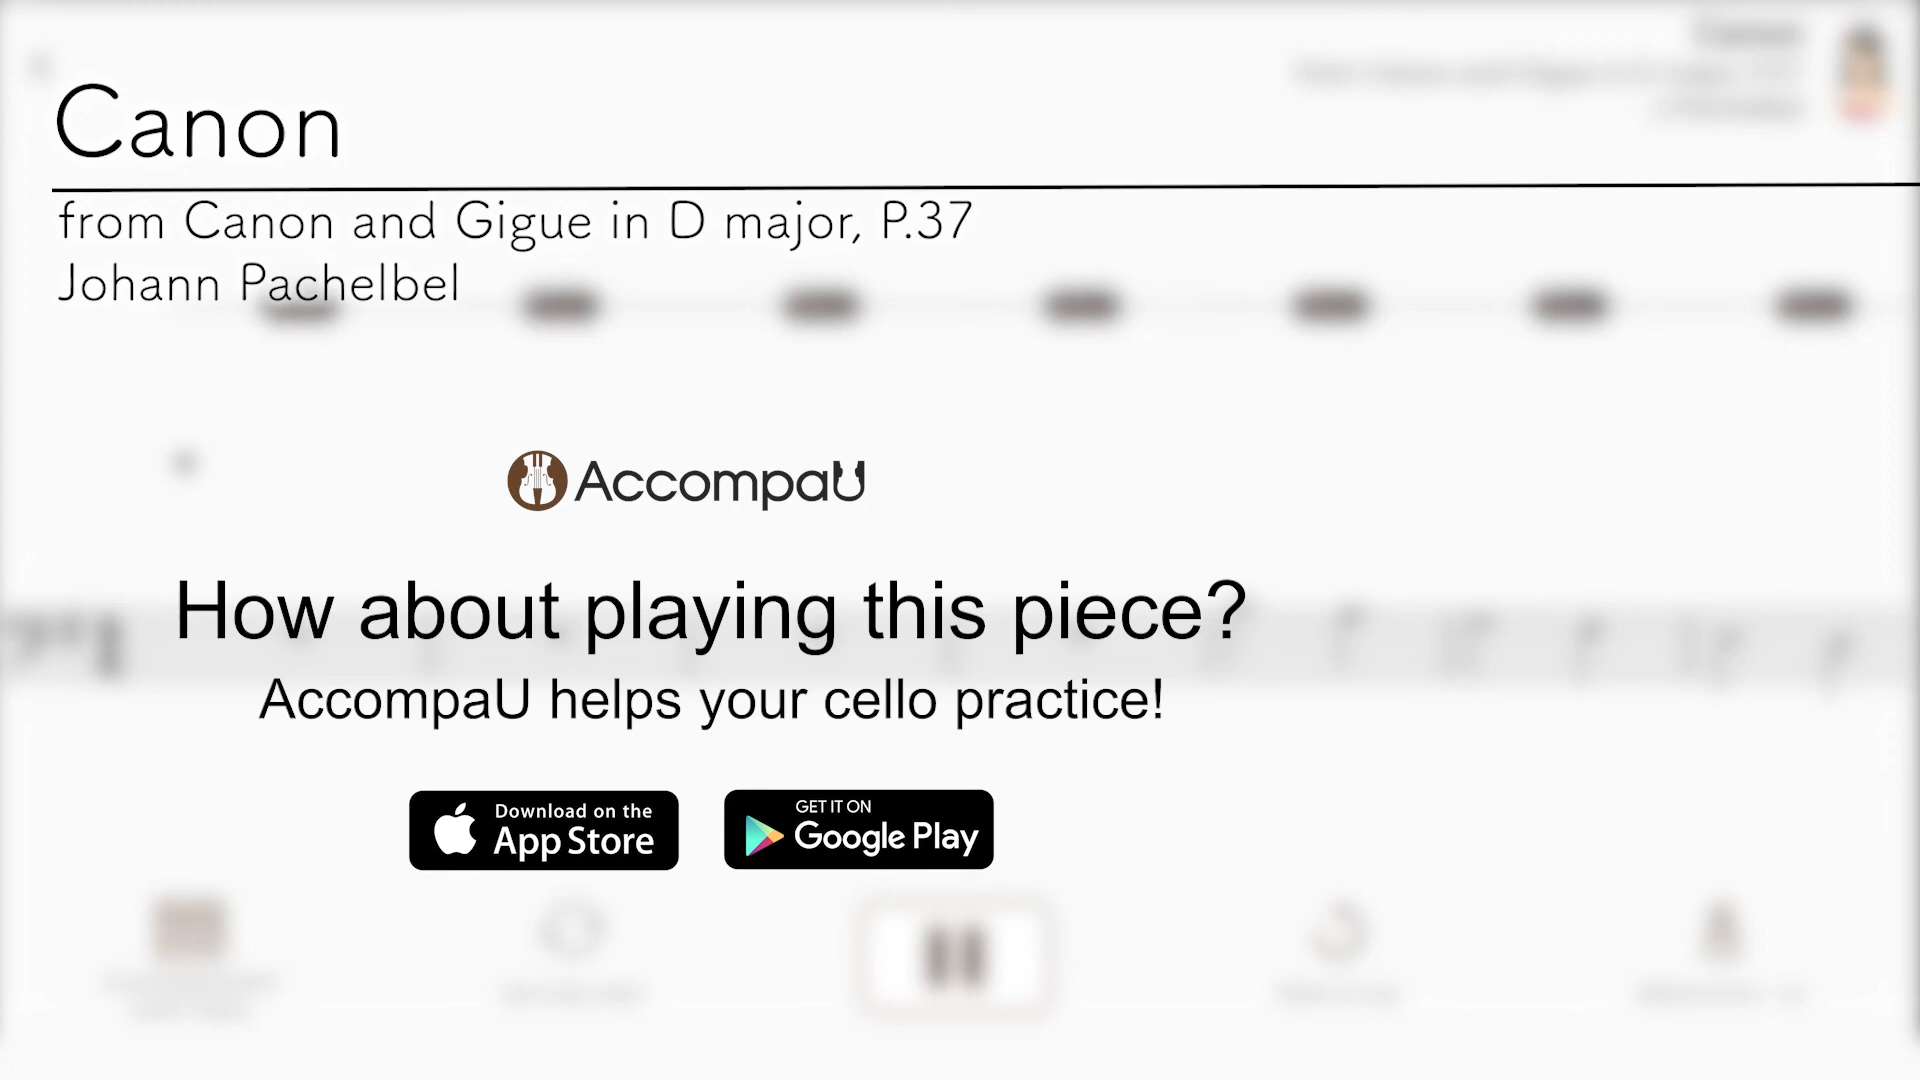 Canon
from Canon and Gigue in D major, P.37
Johann Pachelbel
AccompaU
How about playing this piece?
AccompaU helps your cello practice!
Download on the
App Store
GET IT ON
Google Play